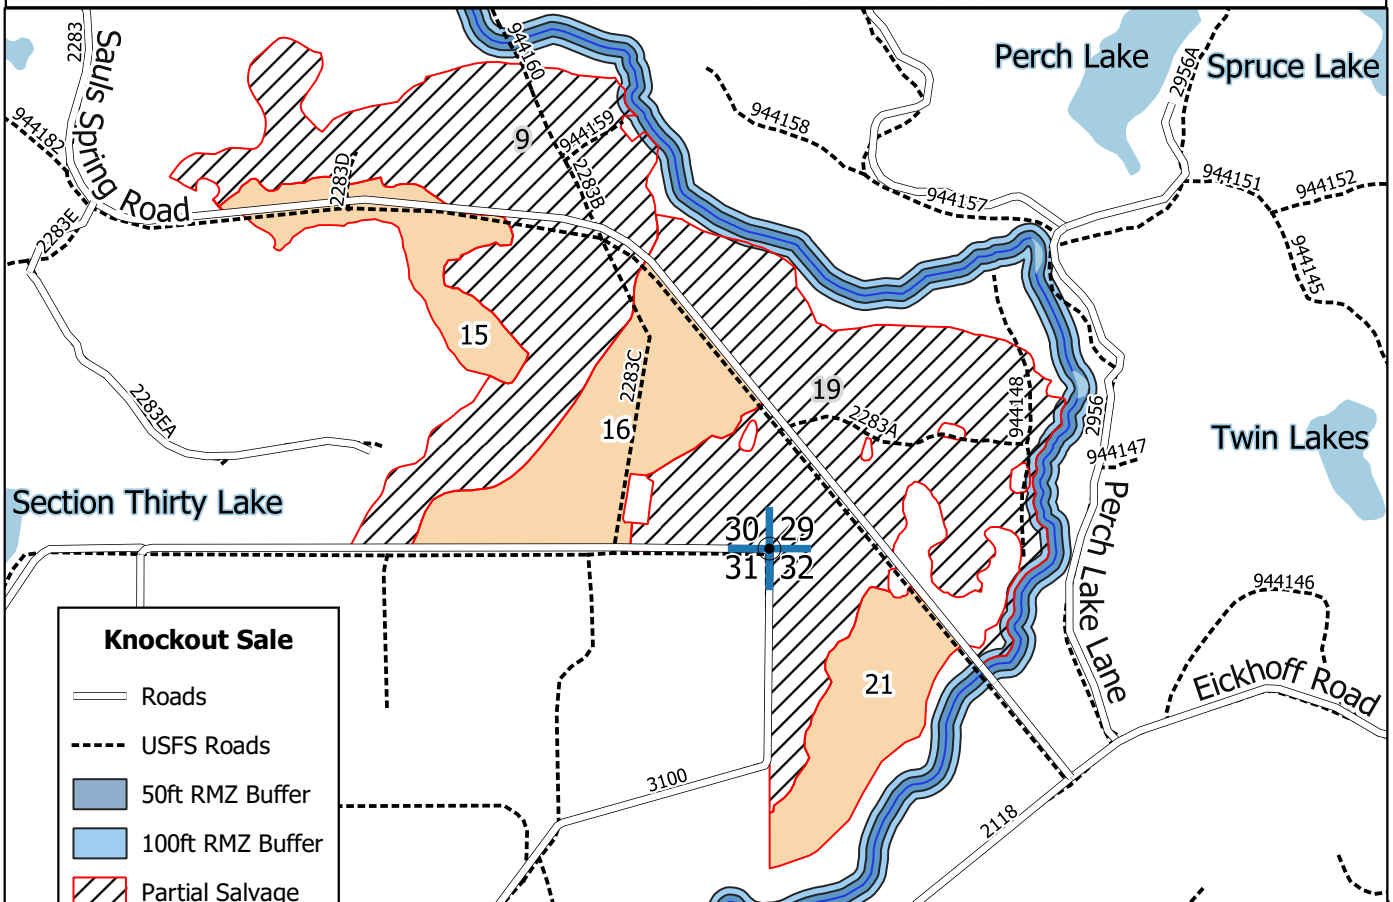 2283
Sauls Spring Road
944160
Perch Lake
2956A
Spruce Lake
944182
9
944159
944158
2283D
2283B
944157
944151
944152
2283E
944145
15
2283C
2283EA
16
19
2283A
944148
2956
Twin Lakes
944147
Section Thirty Lake
30 29
31 32
Perch Lake Lane
944146
Eickhoff Road
21
3100
2118
Knockout Sale
Roads
USFS Roads
50ft RMZ Buffer
100ft RMZ Buffer
Partial Salvage